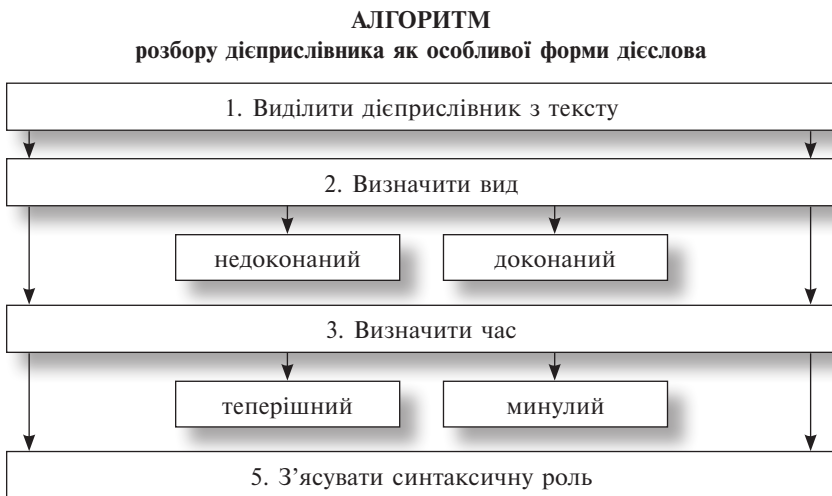 АЛГОРИТМ
розбору дієприслівника як особливої форми дієслова
1. Виділити дієприслівник з тексту
2. Визначити вид
недоконаний доконаний
3. Визначити час
теперішний минулий
5. З’ясувати синтаксичну роль